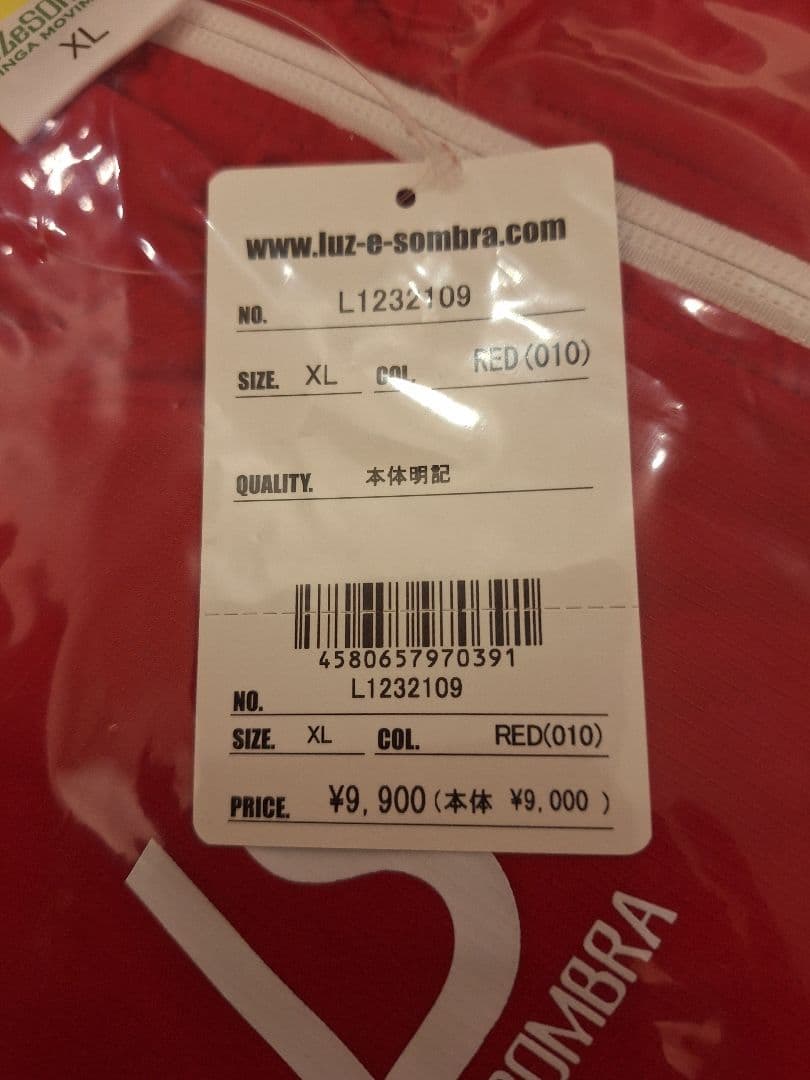 XL
www.luz-e-sombra.com
NO. L1232109
SIZE. XL COL. RED(010)
QUALITY. 本体明記
4580657970391
NO. L1232109
SIZE. XL COL. RED(010)
PRICE. ¥9,900(本体 ¥9,000 )
SOMBRA